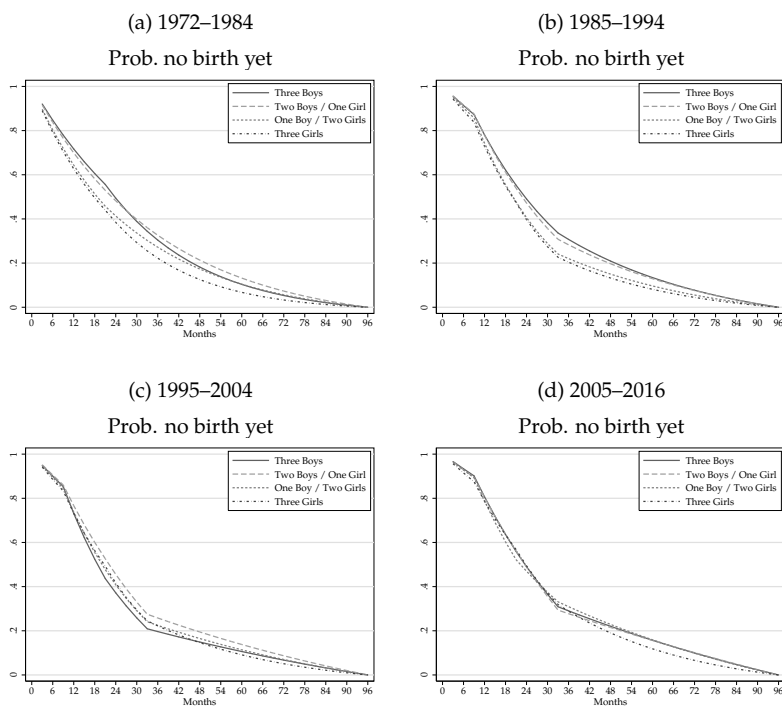 (a) 1972–1984
Prob. no birth yet
1
.8
.6
.4
.2
0
Three Boys
Two Boys / One Girl
One Boy / Two Girls
Three Girls
0 6 12 18 24 30 36 42 48 54 60 66 72 78 84 90 96
Months
(b) 1985–1994
Prob. no birth yet
1
.8
.6
.4
.2
0
Three Boys
Two Boys / One Girl
One Boy / Two Girls
Three Girls
0 6 12 18 24 30 36 42 48 54 60 66 72 78 84 90 96
Months
(c) 1995–2004
Prob. no birth yet
1
.8
.6
.4
.2
0
Three Boys
Two Boys / One Girl
One Boy / Two Girls
Three Girls
0 6 12 18 24 30 36 42 48 54 60 66 72 78 84 90 96
Months
(d) 2005–2016
Prob. no birth yet
1
.8
.6
.4
.2
0
Three Boys
Two Boys / One Girl
One Boy / Two Girls
Three Girls
0 6 12 18 24 30 36 42 48 54 60 66 72 78 84 90 96
Months